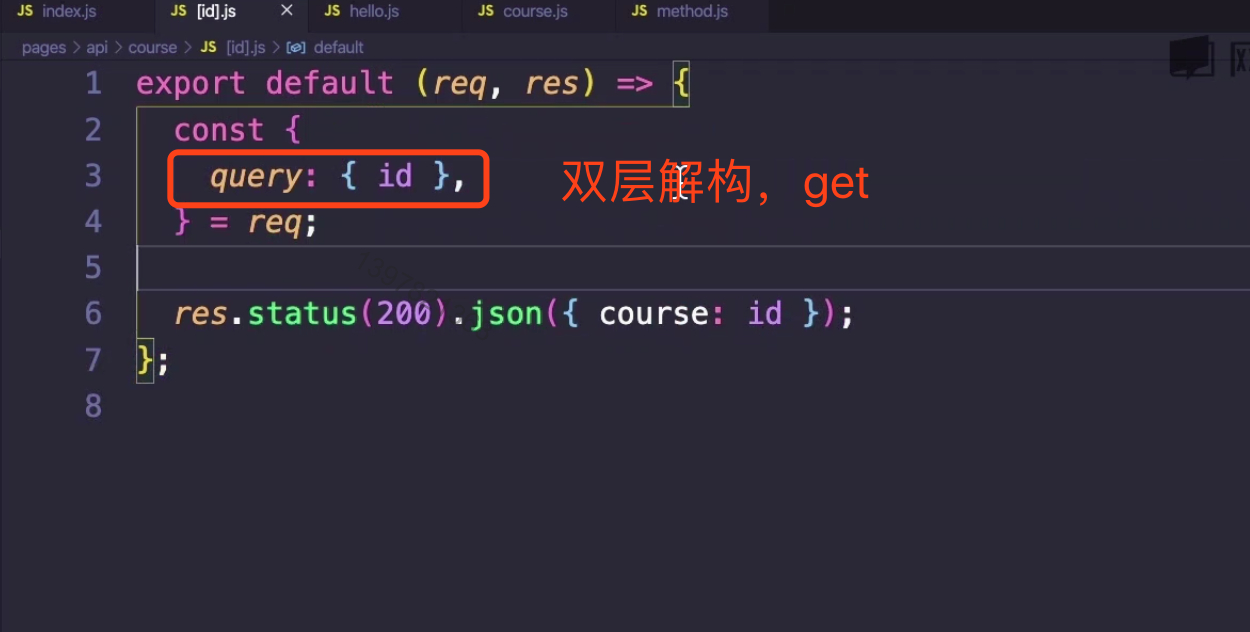 JS index.js JS [id].js × JS hello.js JS course.js JS method.js
pages > api > course > JS [id].js > default
1 export default (req, res) => {
2 const {
3 query: { id }, 双层解构，get
4 } = req;
5
6 res.status(200).json({ course: id });
7 };
8